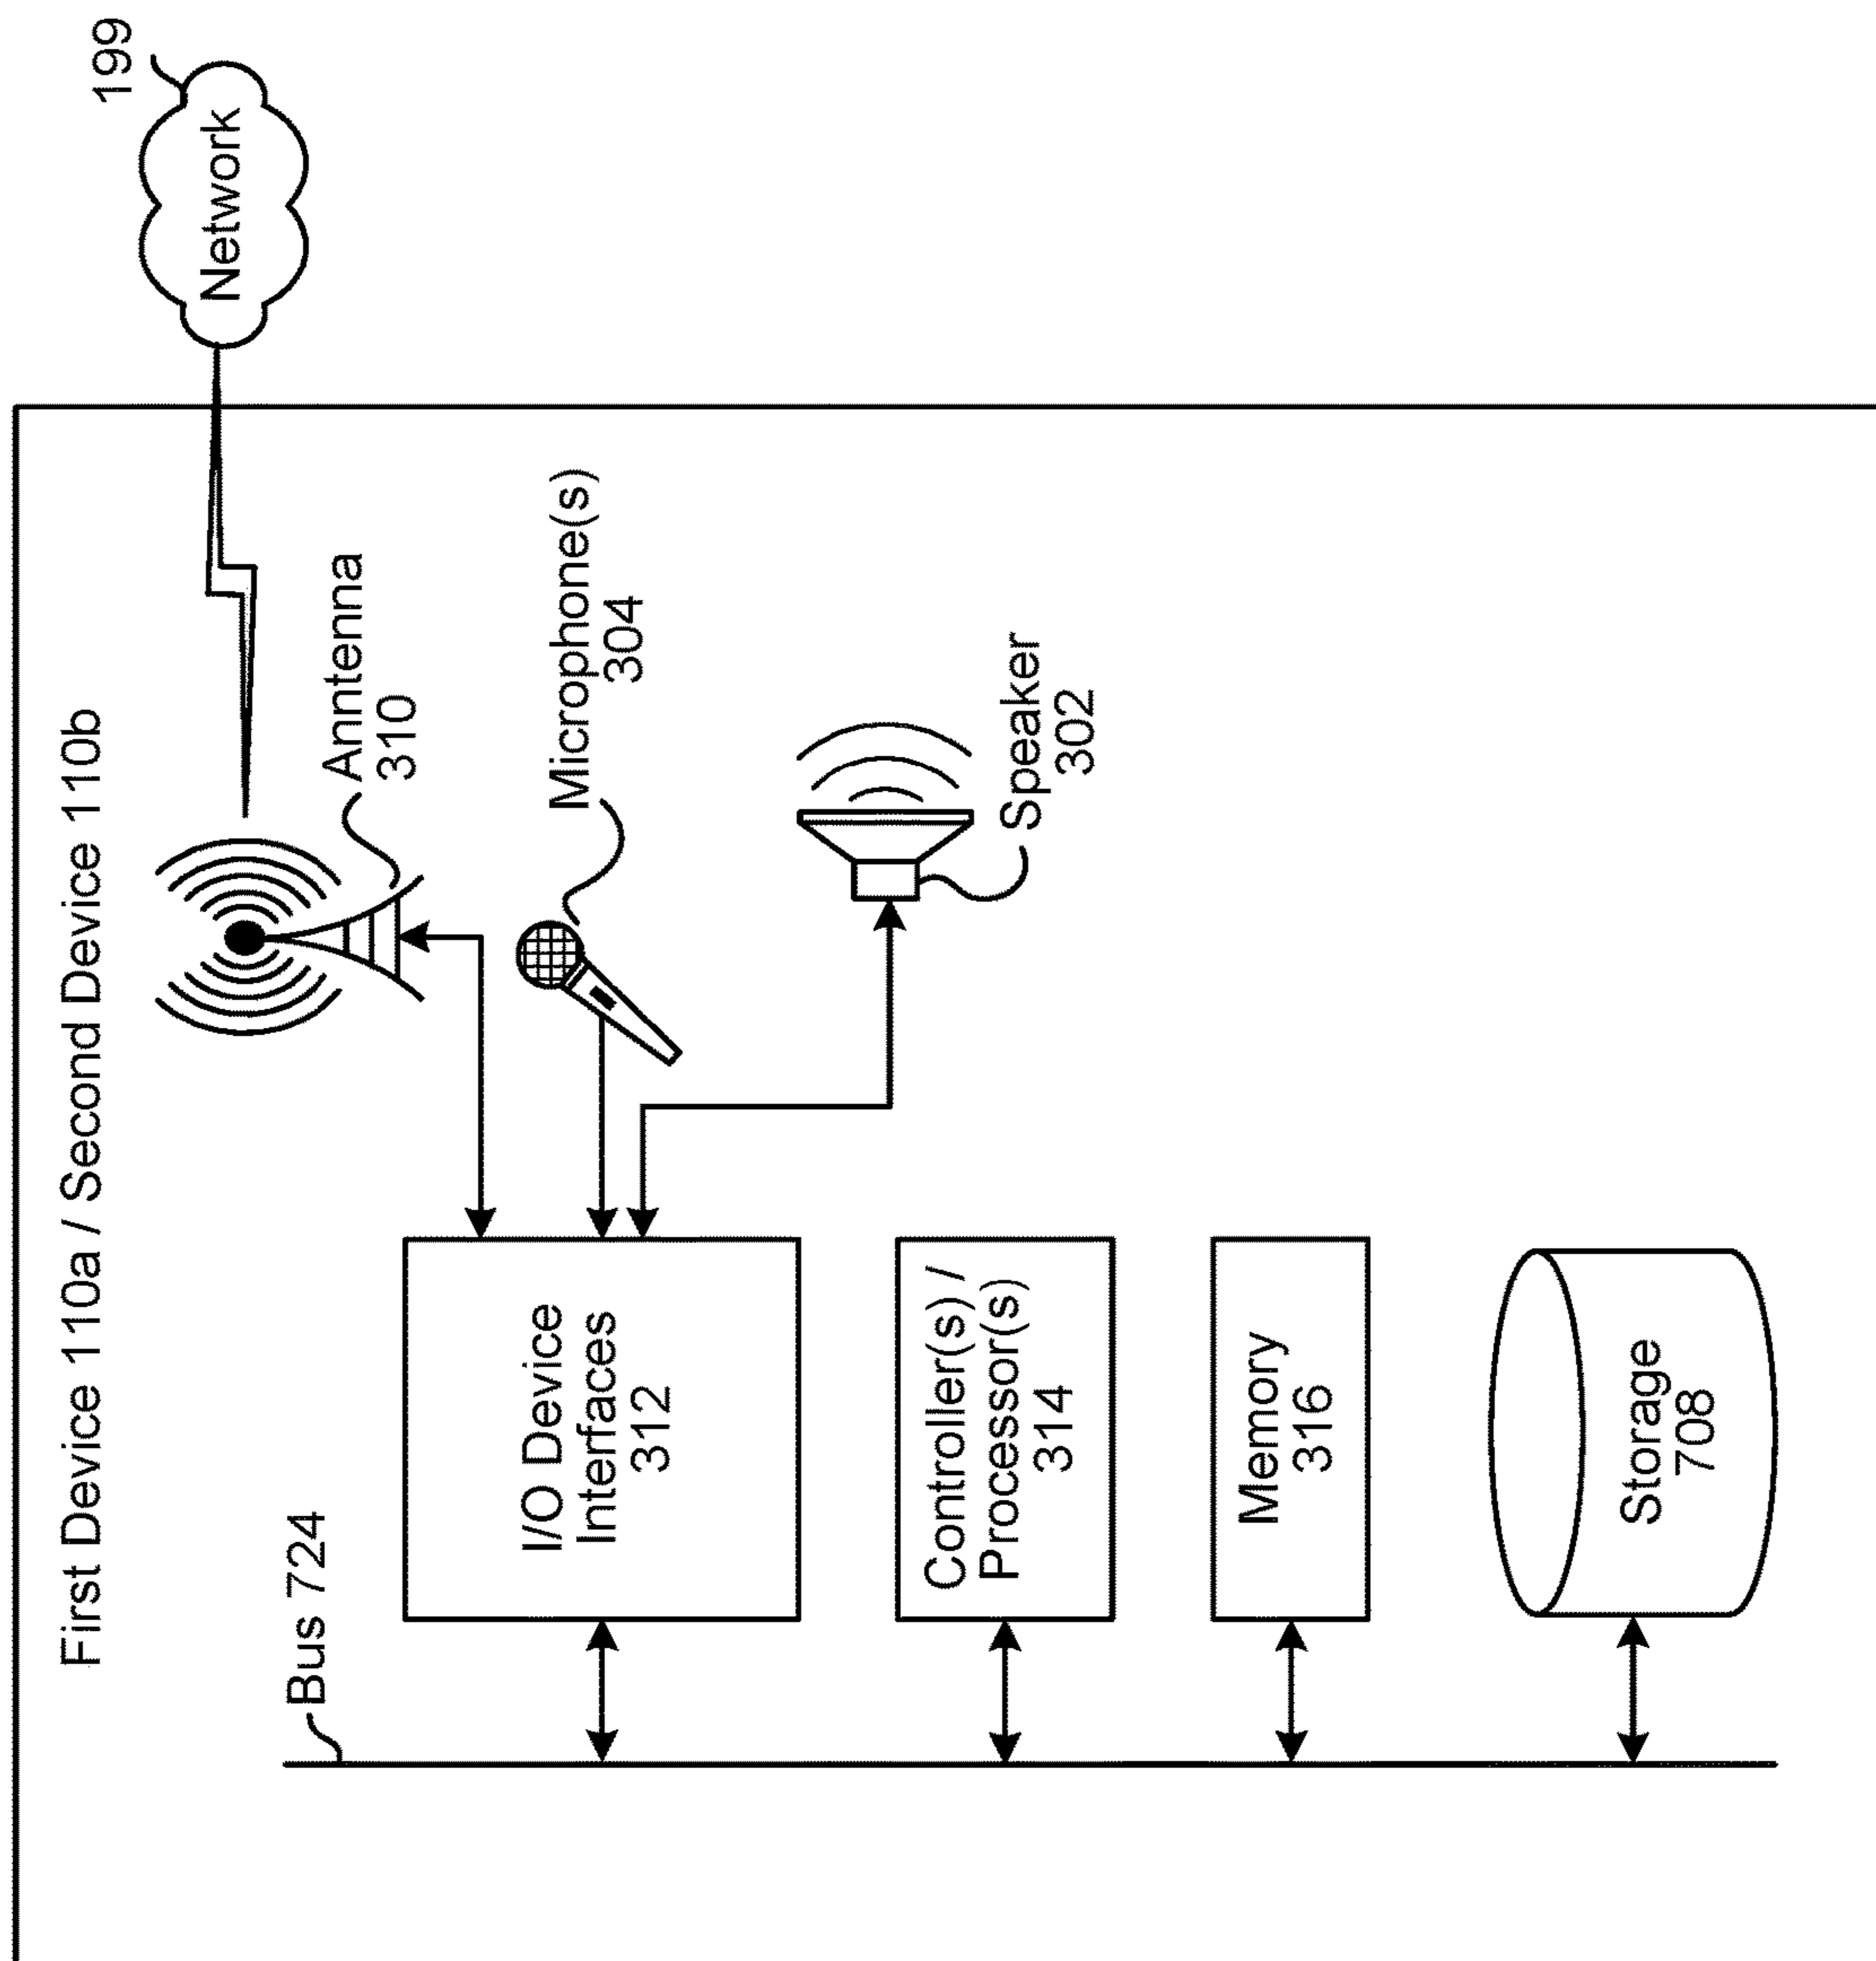 First Device 110a / Second Device 110b
199
Network
Bus 724
Anntenna
310
I/O Device
Interfaces
312
Microphone(s)
304
Controller(s) /
Processor(s)
314
Speaker
302
Memory
316
Storage
708